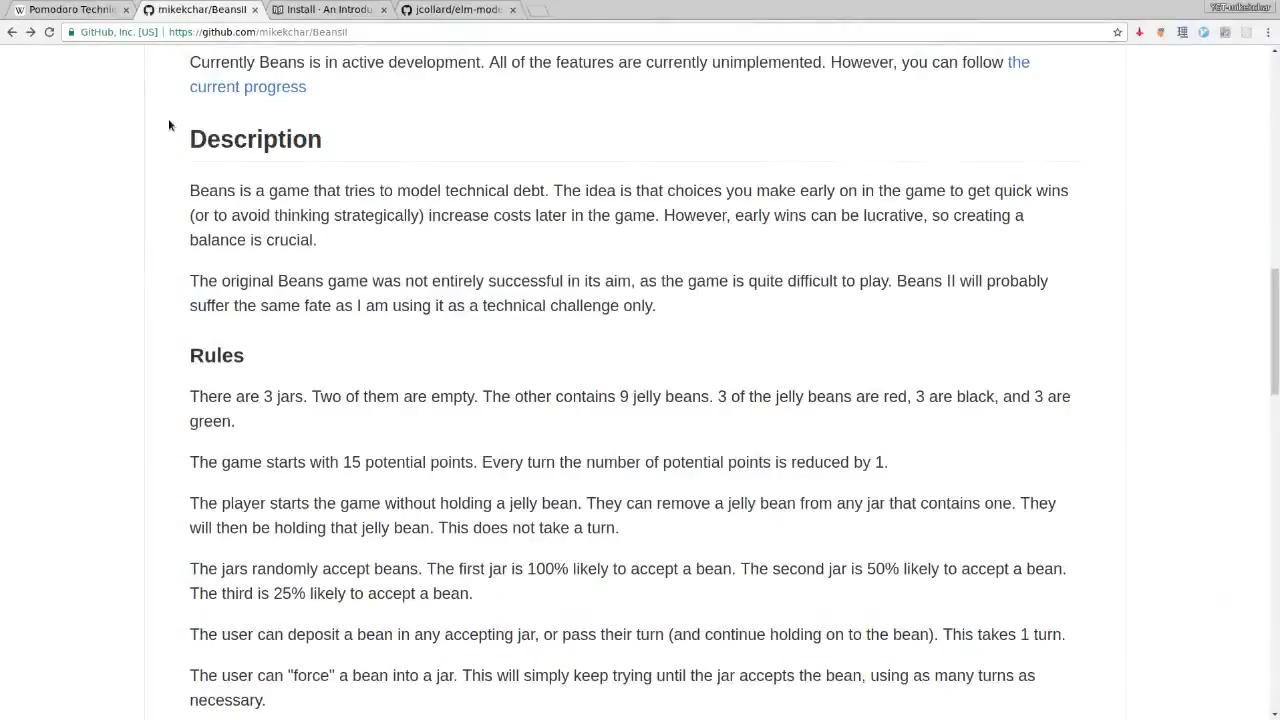 Pomodoro Techni
mikekchar/BeansII
Install · An Introdu
jcollard/elm-mode
GitHub, Inc. [US]
https://github.com/mikekchar/BeansII
Currently Beans is in active development. All of the features are currently unimplemented. However, you can follow the
current progress
Description
Beans is a game that tries to model technical debt. The idea is that choices you make early on in the game to get quick wins
(or to avoid thinking strategically) increase costs later in the game. However, early wins can be lucrative, so creating a
balance is crucial.
The original Beans game was not entirely successful in its aim, as the game is quite difficult to play. Beans II will probably
suffer the same fate as I am using it as a technical challenge only.
Rules
There are 3 jars. Two of them are empty. The other contains 9 jelly beans. 3 of the jelly beans are red, 3 are black, and 3 are
green.
The game starts with 15 potential points. Every turn the number of potential points is reduced by 1.
The player starts the game without holding a jelly bean. They can remove a jelly bean from any jar that contains one. They
will then be holding that jelly bean. This does not take a turn.
The jars randomly accept beans. The first jar is 100% likely to accept a bean. The second jar is 50% likely to accept a bean.
The third is 25% likely to accept a bean.
The user can deposit a bean in any accepting jar, or pass their turn (and continue holding on to the bean). This takes 1 turn.
The user can "force" a bean into a jar. This will simply keep trying until the jar accepts the bean, using as many turns as
necessary.